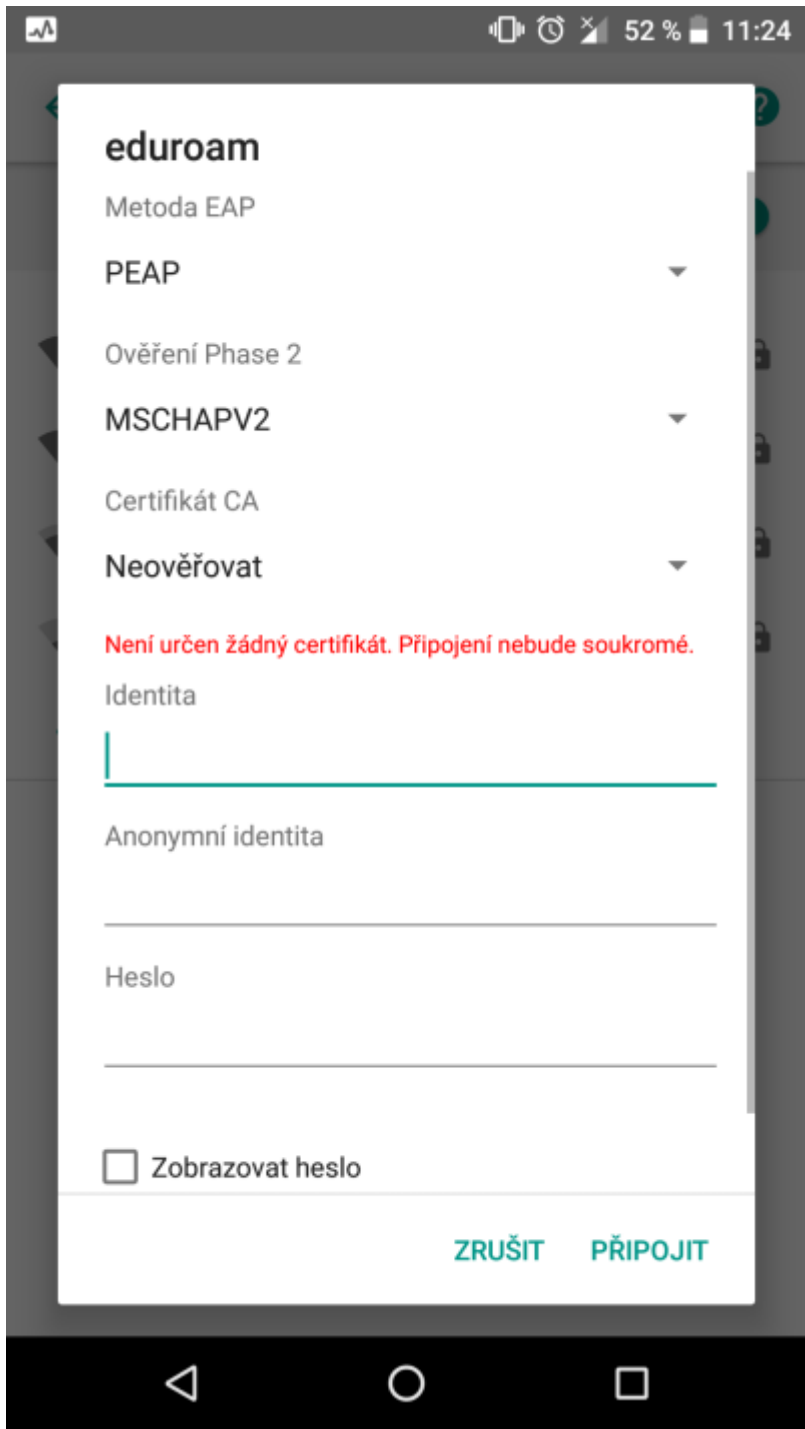 52 % 11:24
eduroam
Metoda EAP
PEAP
Ověření Phase 2
MSCHAPV2
Certifikát CA
Neověřovat
Není určen žádný certifikát. Připojení nebude soukromé.
Identita
Anonymní identita
Heslo
Zobrazovat heslo
ZRUŠIT PŘIPOJIT